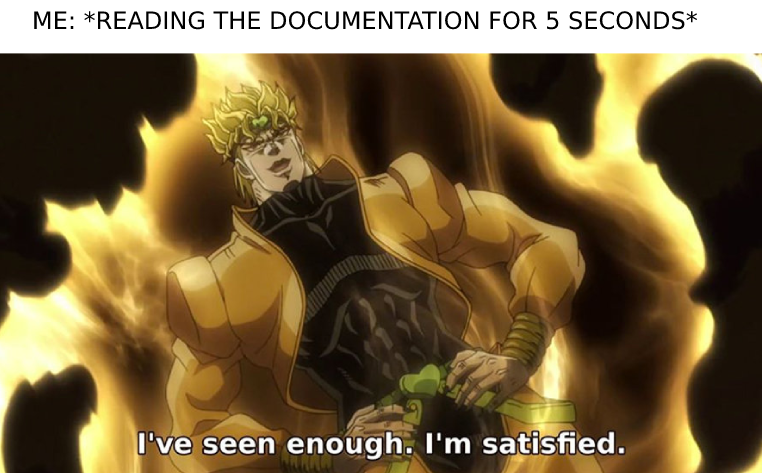 ME: *READING THE DOCUMENTATION FOR 5 SECONDS*
I've seen enough. I'm satisfied.